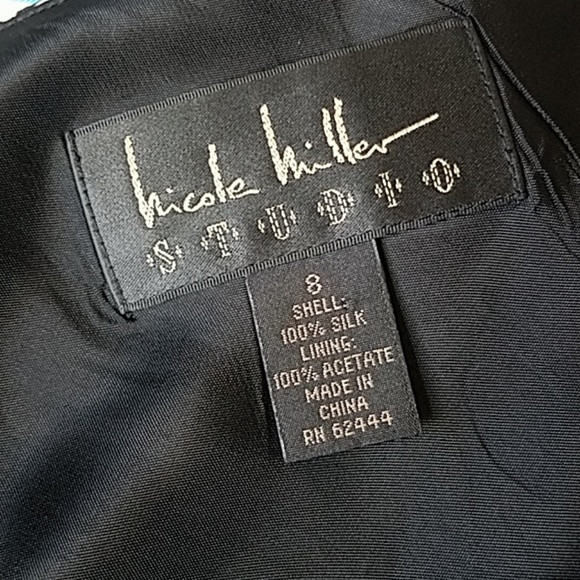 nicole miller
STUDIO
8
SHELL:
100% SILK
LINING:
100% ACETATE
MADE IN
CHINA
RN 62444